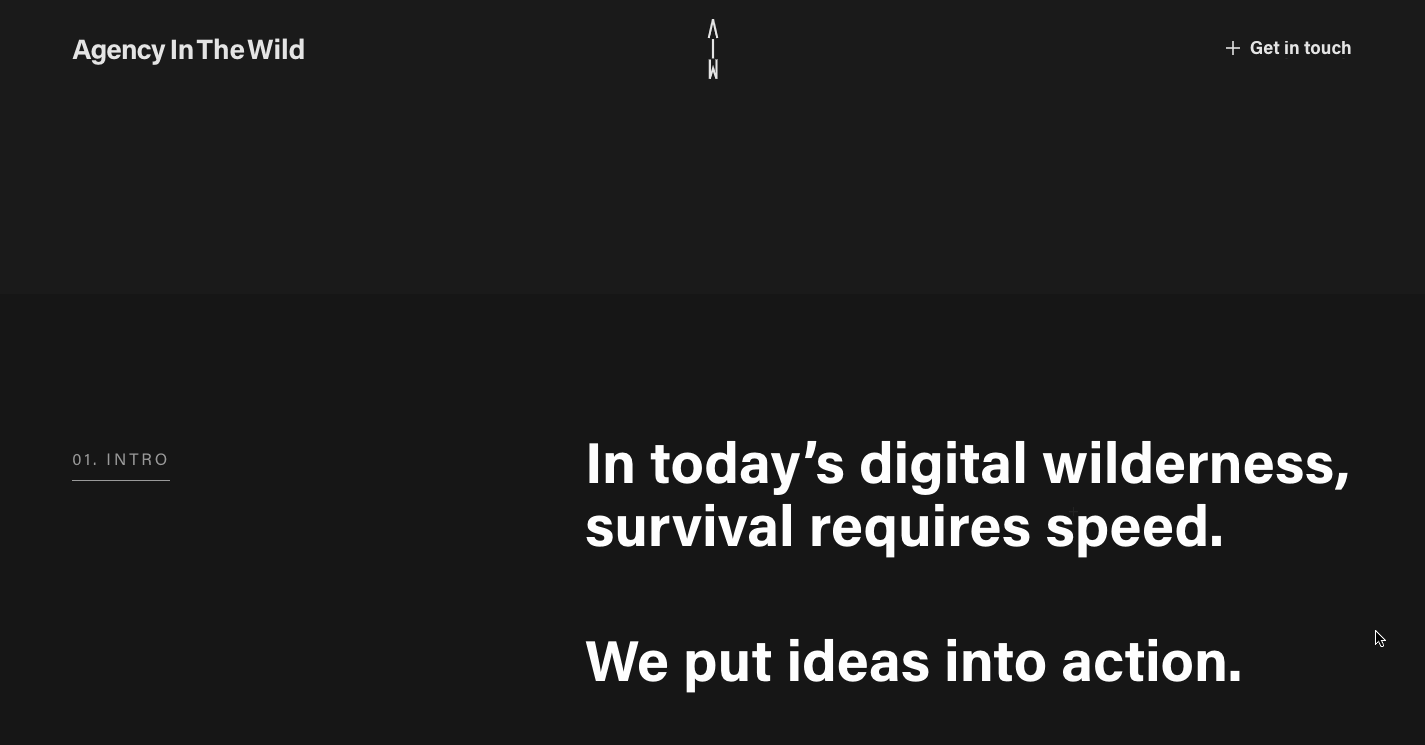 Agency In The Wild
A
I
W
Get in touch
01. INTRO
In today’s digital wilderness,
survival requires speed.
We put ideas into action.